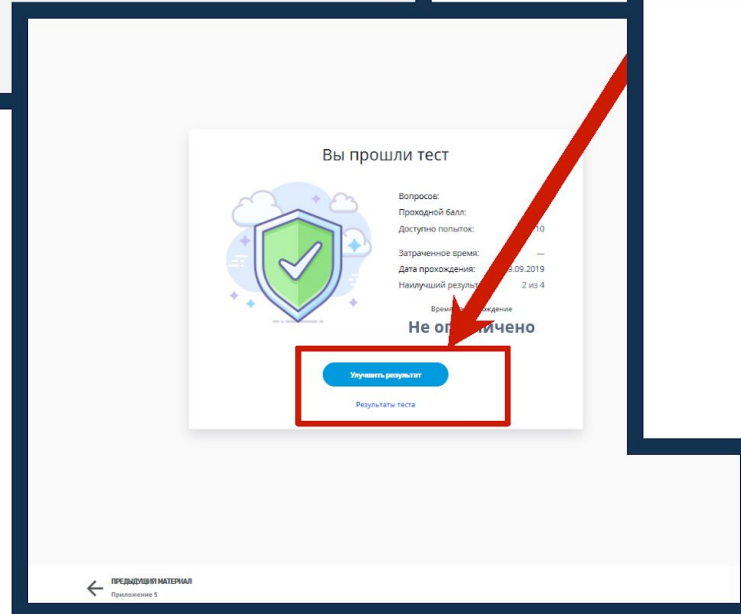 Вы прошли тест
Вопросов:
Проходной балл:
Доступно попыток: 10
Затраченное время: —
Дата прохождения: 9.09.2019
Наилучший результ 2 из 4
Время
Не ог ничено
Улучшить результат
Результаты теста
ПРЕДЫДУЩИЙ МАТЕРИАЛ
Приложение 5